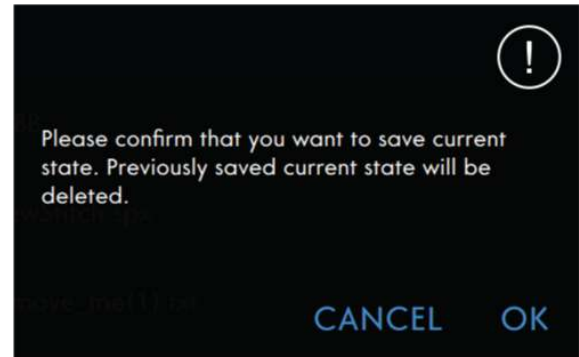 Please confirm that you want to save current
state. Previously saved current state will be
deleted.
CANCEL OK